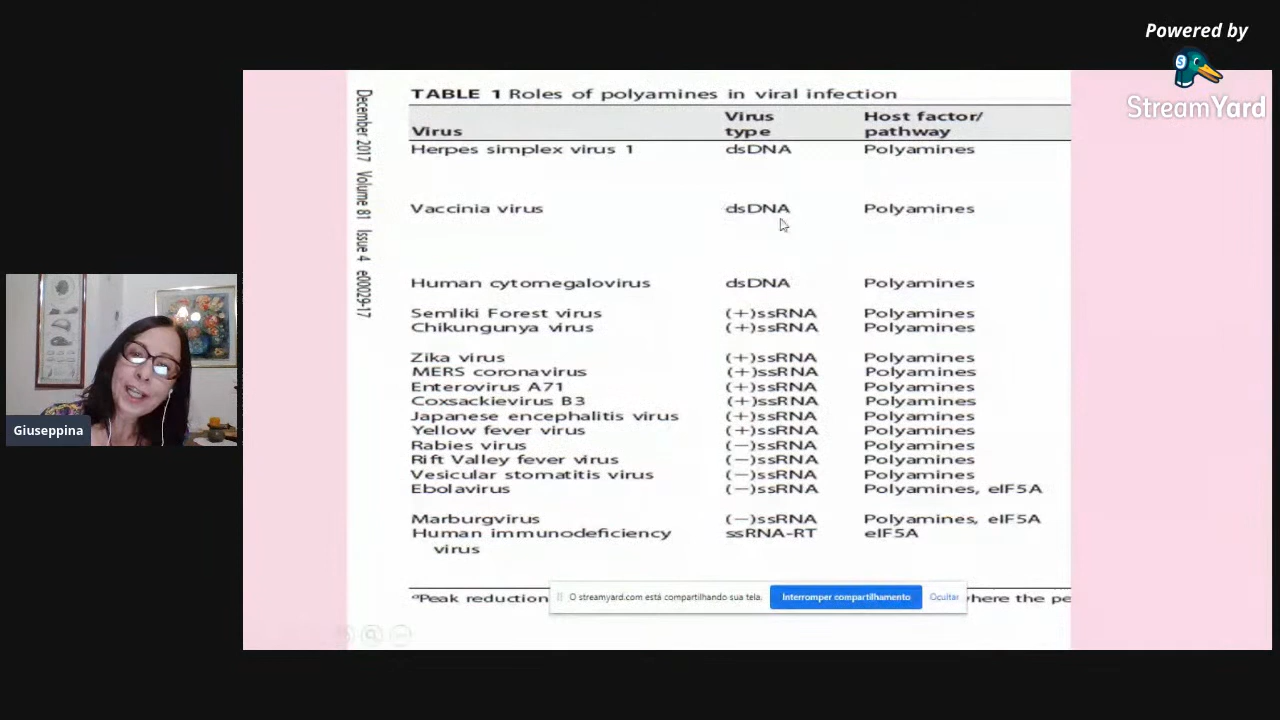 Powered by
StreamYard
December 2017 Volume 81 Issue 4 e00029-17
TABLE 1 Roles of polyamines in viral infection
Virus Virus type Host factor/ pathway
Herpes simplex virus 1 dsDNA Polyamines
Vaccinia virus dsDNA Polyamines
Human cytomegalovirus dsDNA Polyamines
Semliki Forest virus (+)ssRNA Polyamines
Chikungunya virus (+)ssRNA Polyamines
Zika virus (+)ssRNA Polyamines
MERS coronavirus (+)ssRNA Polyamines
Enterovirus A71 (+)ssRNA Polyamines
Coxsackievirus B3 (+)ssRNA Polyamines
Japanese encephalitis virus (+)ssRNA Polyamines
Yellow fever virus (+)ssRNA Polyamines
Rabies virus (−)ssRNA Polyamines
Rift Valley fever virus (−)ssRNA Polyamines
Vesicular stomatitis virus (−)ssRNA Polyamines
Ebolavirus (−)ssRNA Polyamines, eIF5A
Marburgvirus (−)ssRNA Polyamines, eIF5A
Human immunodeficiency ssRNA-RT eIF5A
virus
ᵃPeak reduction where the pe
O streamyard.com está compartilhando sua tela. Interromper compartilhamento Ocultar
Giuseppina